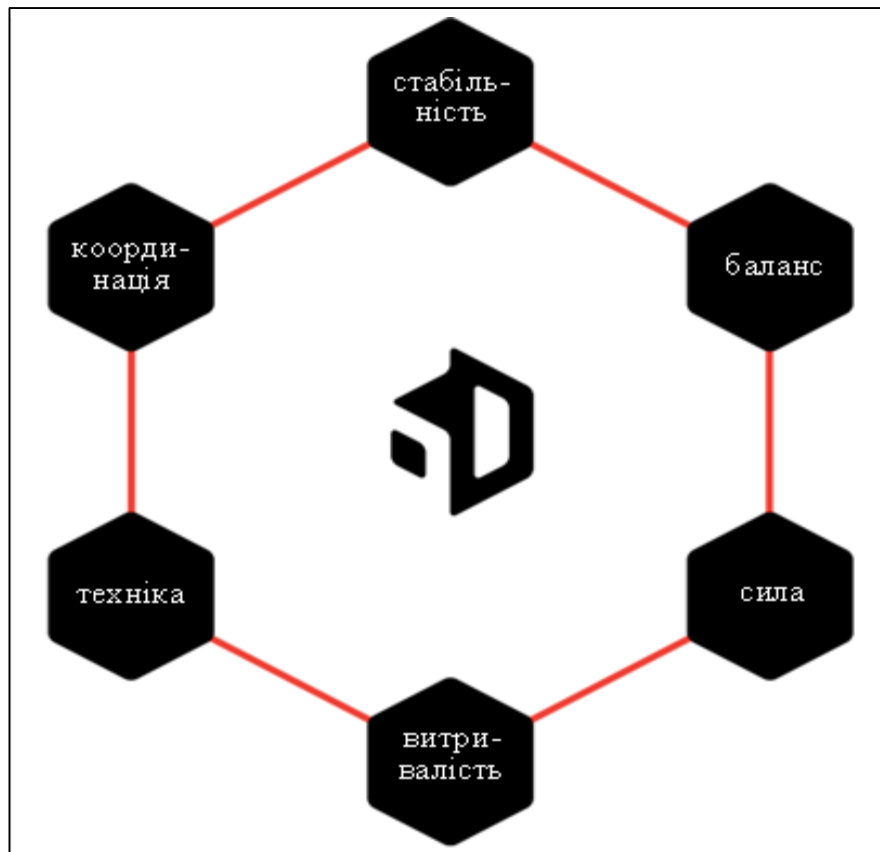 стабіль-
ність
коорди-
нація
баланс
техніка
сила
витри-
валість